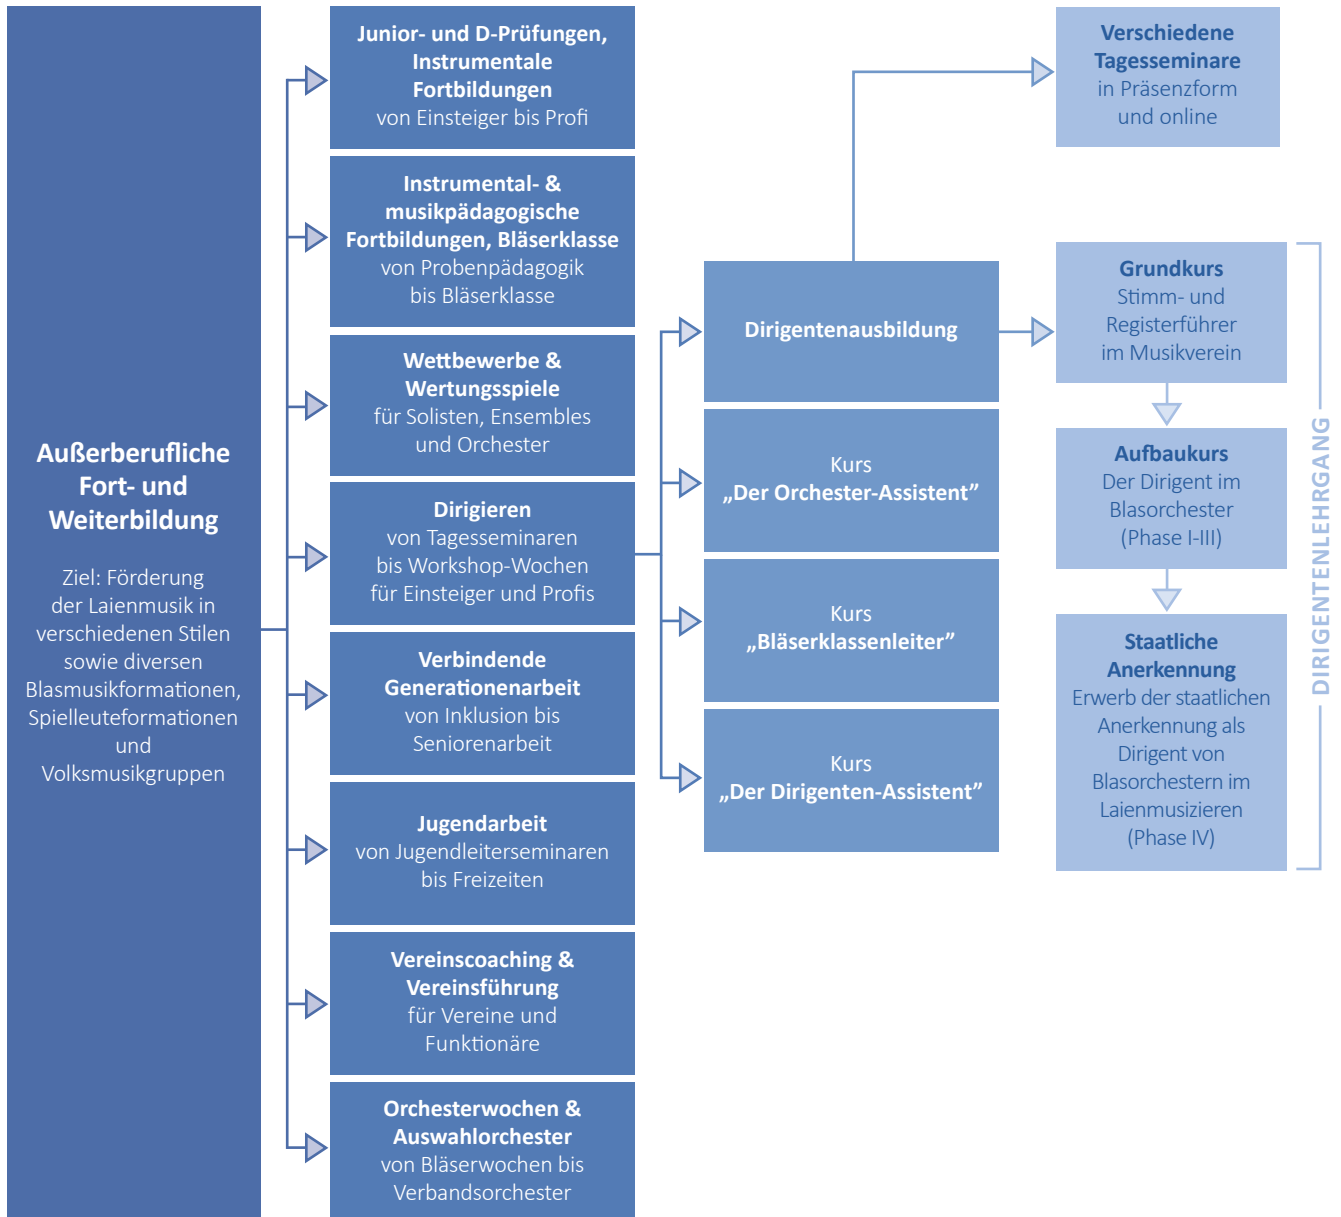 Außerberufliche
Fort- und
Weiterbildung
Ziel: Förderung
der Laienmusik in
verschiedenen Stilen
sowie diversen
Blasmusikformationen,
Spielleuteformationen
und
Volksmusikgruppen
Junior- und D-Prüfungen,
Instrumentale
Fortbildungen
von Einsteiger bis Profi
Instrumental- &
musikpädagogische
Fortbildungen, Bläserklasse
von Probenpädagogik
bis Bläserklasse
Wettbewerbe &
Wertungsspiele
für Solisten, Ensembles
und Orchester
Dirigieren
von Tagesseminaren
bis Workshop-Wochen
für Einsteiger und Profis
Verbindende
Generationenarbeit
von Inklusion bis
Seniorenarbeit
Jugendarbeit
von Jugendleiterseminaren
bis Freizeiten
Vereinscoaching &
Vereinsführung
für Vereine und
Funktionäre
Orchesterwochen &
Auswahlorchester
von Bläserwochen bis
Verbandsorchester
Dirigentenausbildung
Kurs
„Der Orchester-Assistent”
Kurs
„Bläserklassenleiter”
Kurs
„Der Dirigenten-Assistent”
Verschiedene
Tagesseminare
in Präsenzform
und online
Grundkurs
Stimm- und
Registerführer
im Musikverein
Aufbaukurs
Der Dirigent im
Blasorchester
(Phase I-III)
Staatliche
Anerkennung
Erwerb der staatlichen
Anerkennung als
Dirigent von
Blasorchestern im
Laienmusizieren
(Phase IV)
DIRIGENTENLEHRGANG